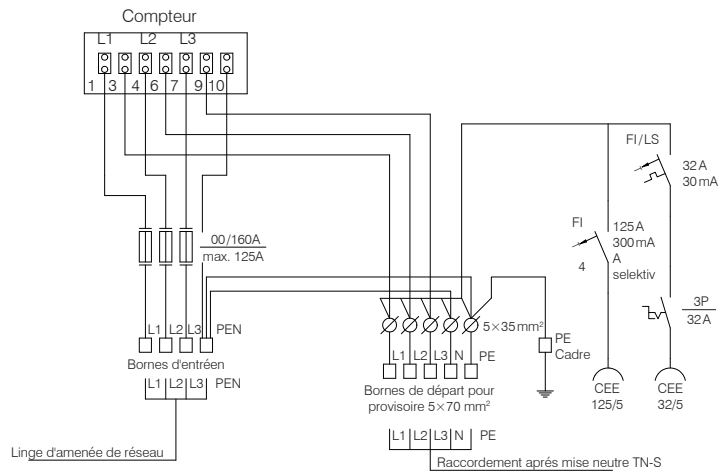 Compteur
L1 L2 L3
1 3 4 6 7 9 10
FI/LS
32 A
30 mA
FI
125 A
300 mA
A
selektiv
4
00/160A
max. 125A
3P
32 A
5×35 mm²
L1 L2 L3 PEN
Bornes d'entréen
L1 L2 L3 PEN
PE
Cadre
L1 L2 L3 N PE
Bornes de départ pour
provisoire 5×70 mm²
CEE
125/5
CEE
32/5
L1 L2 L3 N PE
Linge d'amenée de réseau
Raccordement aprés mise neutre TN-S